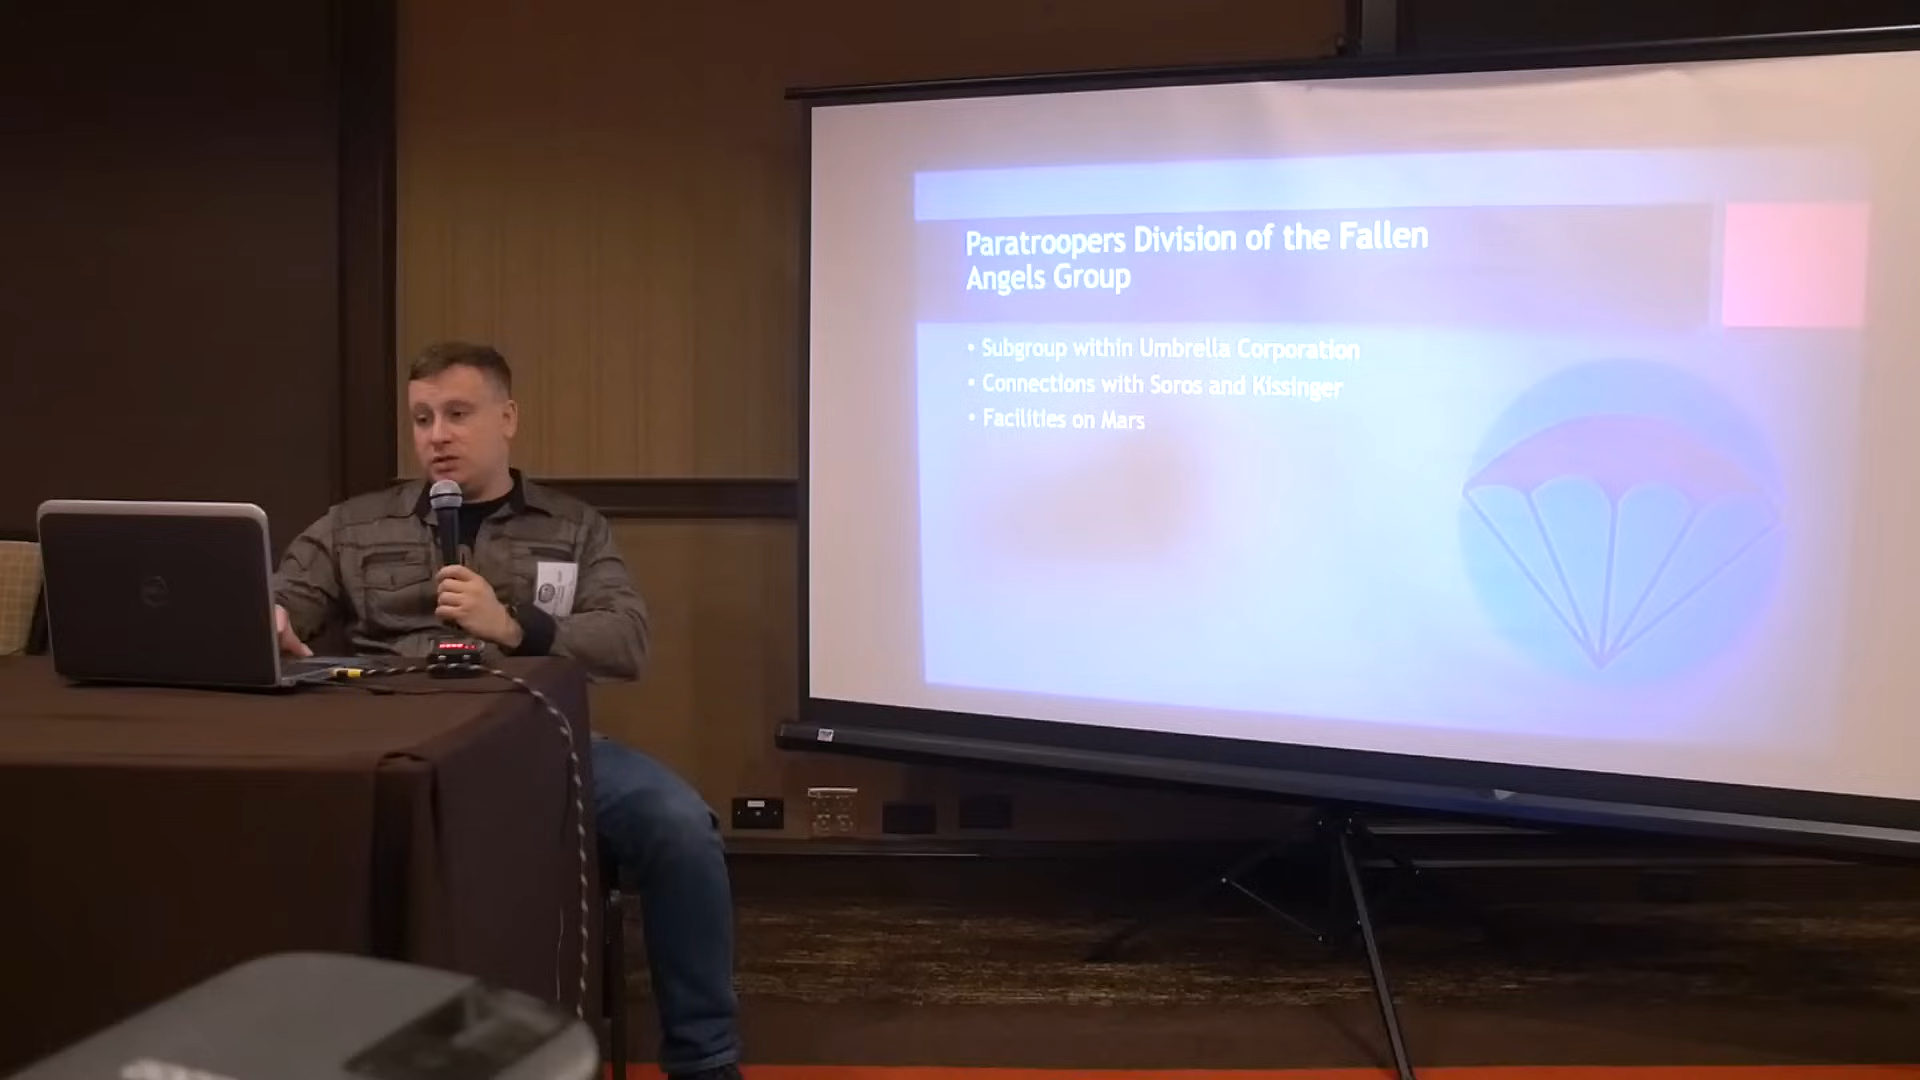 Paratroopers Division of the Fallen
Angels Group
• Subgroup within Umbrella Corporation
• Connections with Soros and Kissinger
• Facilities on Mars